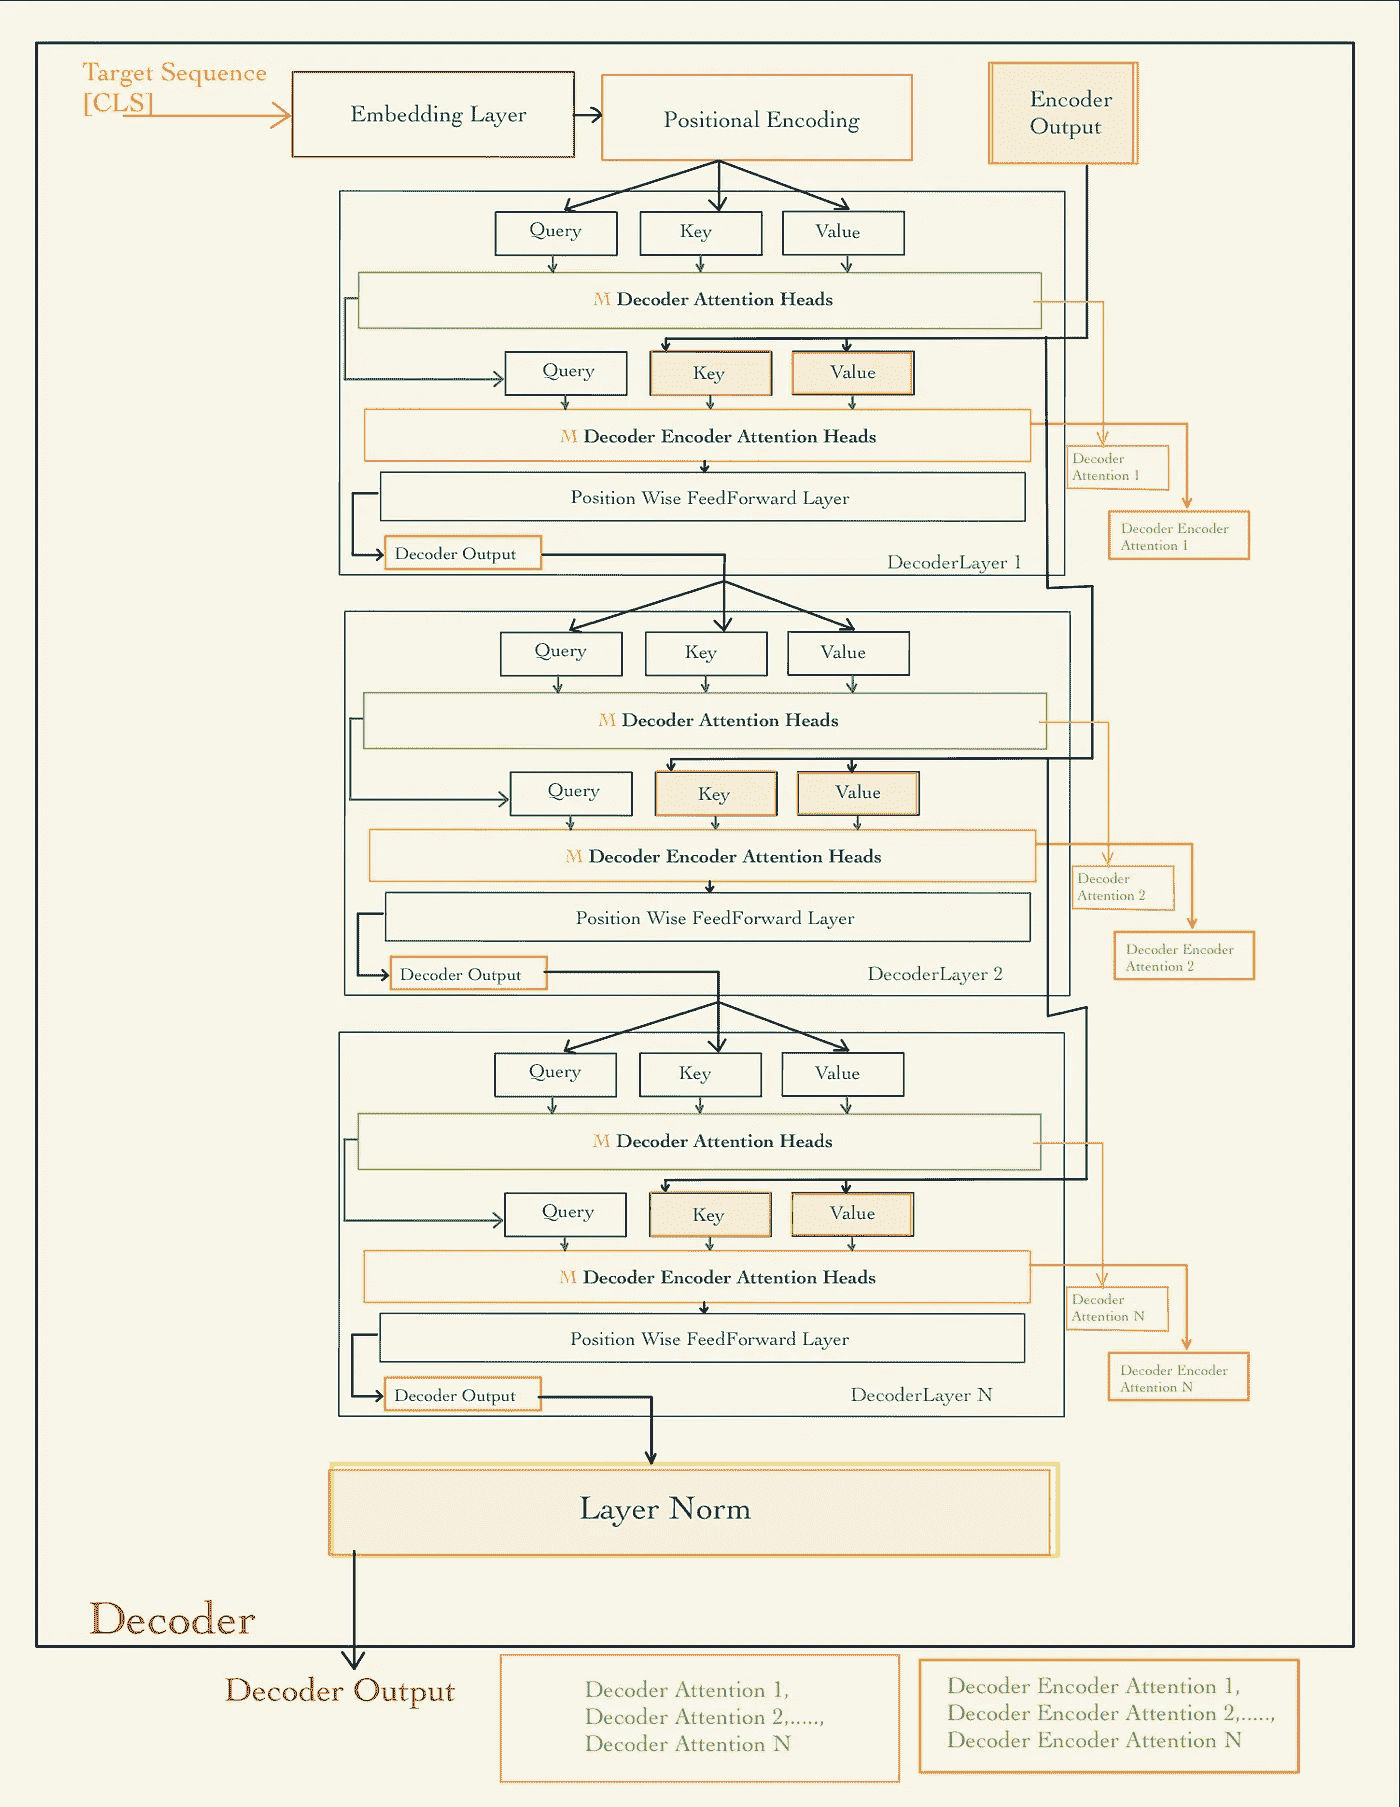 Target Sequence
[CLS]
Embedding Layer
Positional Encoding
Encoder
Output
Query
Key
Value
M Decoder Attention Heads
Query
Key
Value
M Decoder Encoder Attention Heads
Decoder
Attention 1
Position Wise FeedForward Layer
Decoder Encoder
Attention 1
Decoder Output
DecoderLayer 1
Query
Key
Value
M Decoder Attention Heads
Query
Key
Value
M Decoder Encoder Attention Heads
Decoder
Attention 2
Position Wise FeedForward Layer
Decoder Encoder
Attention 2
Decoder Output
DecoderLayer 2
Query
Key
Value
M Decoder Attention Heads
Query
Key
Value
M Decoder Encoder Attention Heads
Decoder
Attention N
Position Wise FeedForward Layer
Decoder Encoder
Attention N
Decoder Output
DecoderLayer N
Layer Norm
Decoder
Decoder Output
Decoder Attention 1,
Decoder Attention 2,.....,
Decoder Attention N
Decoder Encoder Attention 1,
Decoder Encoder Attention 2,.....,
Decoder Encoder Attention N